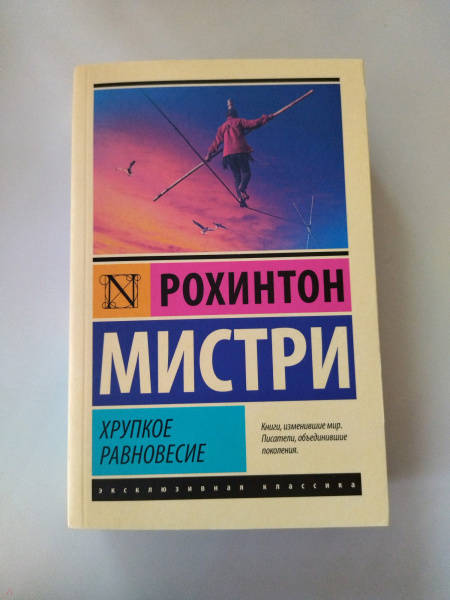 N РОХИНТОН
МИСТРИ
ХРУПКОЕ
РАВНОВЕСИЕ
Книги, изменившие мир.
Писатели, объединившие
поколения.
эксклюзивная классика